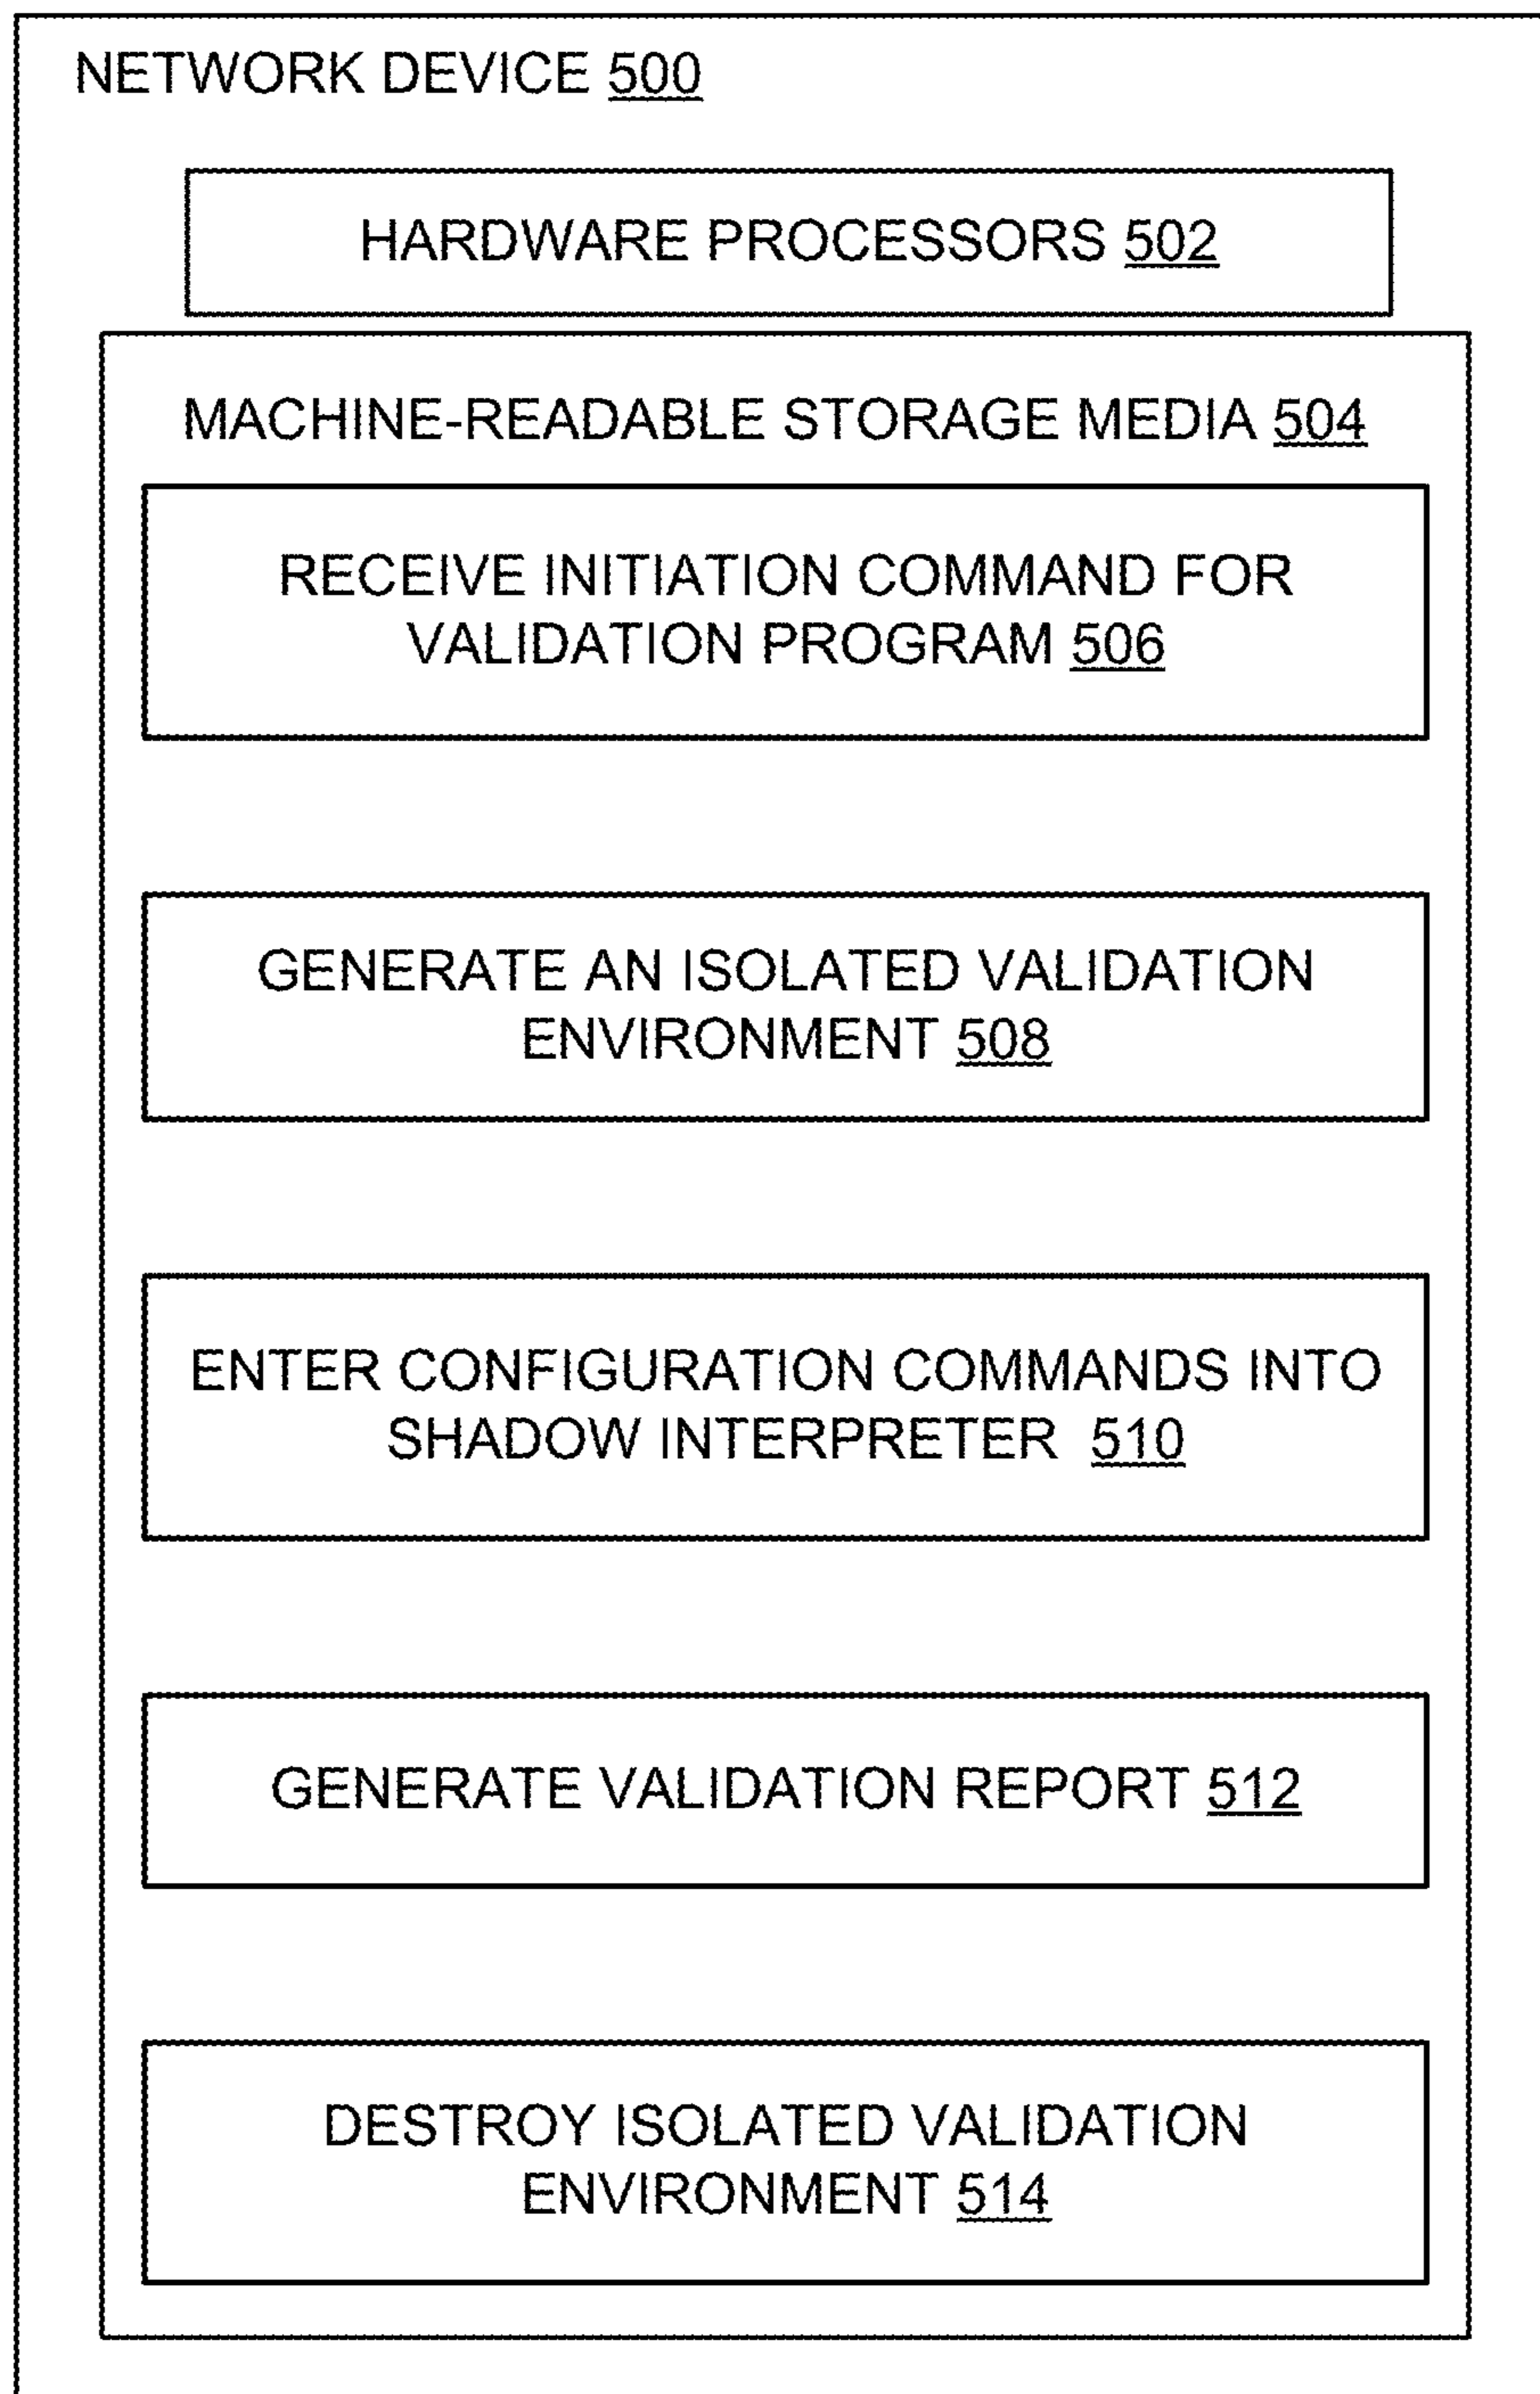 NETWORK DEVICE 500
HARDWARE PROCESSORS 502
MACHINE-READABLE STORAGE MEDIA 504
RECEIVE INITIATION COMMAND FOR
VALIDATION PROGRAM 506
GENERATE AN ISOLATED VALIDATION
ENVIRONMENT 508
ENTER CONFIGURATION COMMANDS INTO
SHADOW INTERPRETER 510
GENERATE VALIDATION REPORT 512
DESTROY ISOLATED VALIDATION
ENVIRONMENT 514